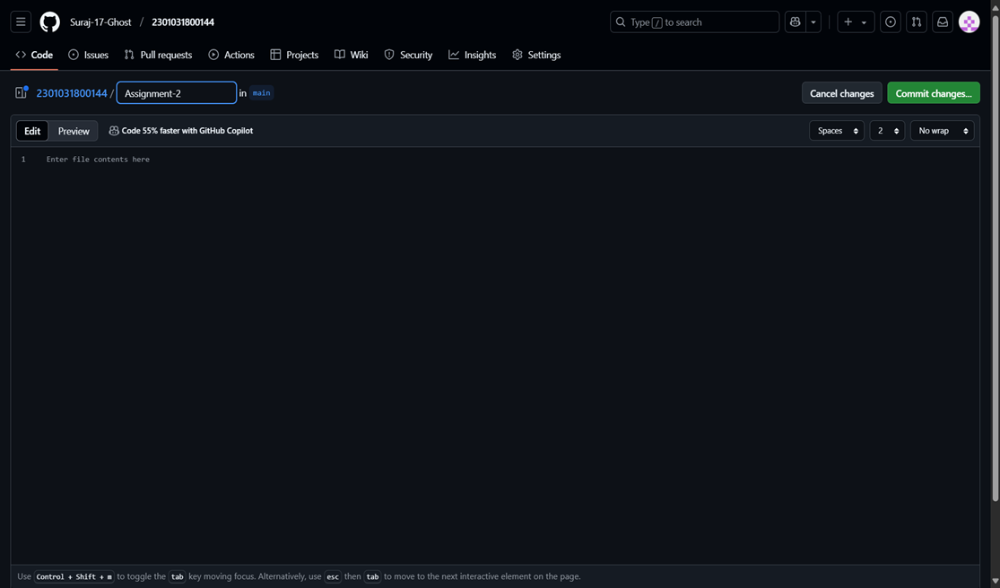 Suraj-17-Ghost / 2301031800144
Type / to search
Code Issues Pull requests Actions Projects Wiki Security Insights Settings
2301031800144 / Assignment-2 in main
Cancel changes Commit changes...
Edit Preview Code 55% faster with GitHub Copilot
Spaces 2 No wrap
1 Enter file contents here
Use Control + Shift + m to toggle the tab key moving focus. Alternatively, use esc then tab to move to the next interactive element on the page.